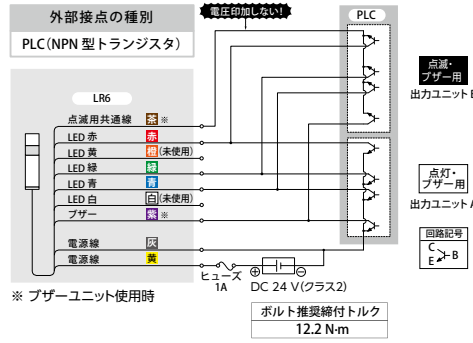 外部接点の種別
PLC(NPN 型トランジスタ)
電圧印加しない!
PLC
LR6
点滅用共通線 茶 ※
LED 赤 赤
LED 黄 橙 (未使用)
LED 緑 緑
LED 青 青
LED 白 白 (未使用)
ブザー 紫 ※
電源線 灰
電源線 黄
ヒューズ
1A
⊕ ⊖
DC 24 V(クラス2)
※ ブザーユニット使用時
ボルト推奨締付トルク
12.2 N·m
点滅・
ブザー用
出力ユニット B
点灯・
ブザー用
出力ユニット A
回路記号
C
B
E